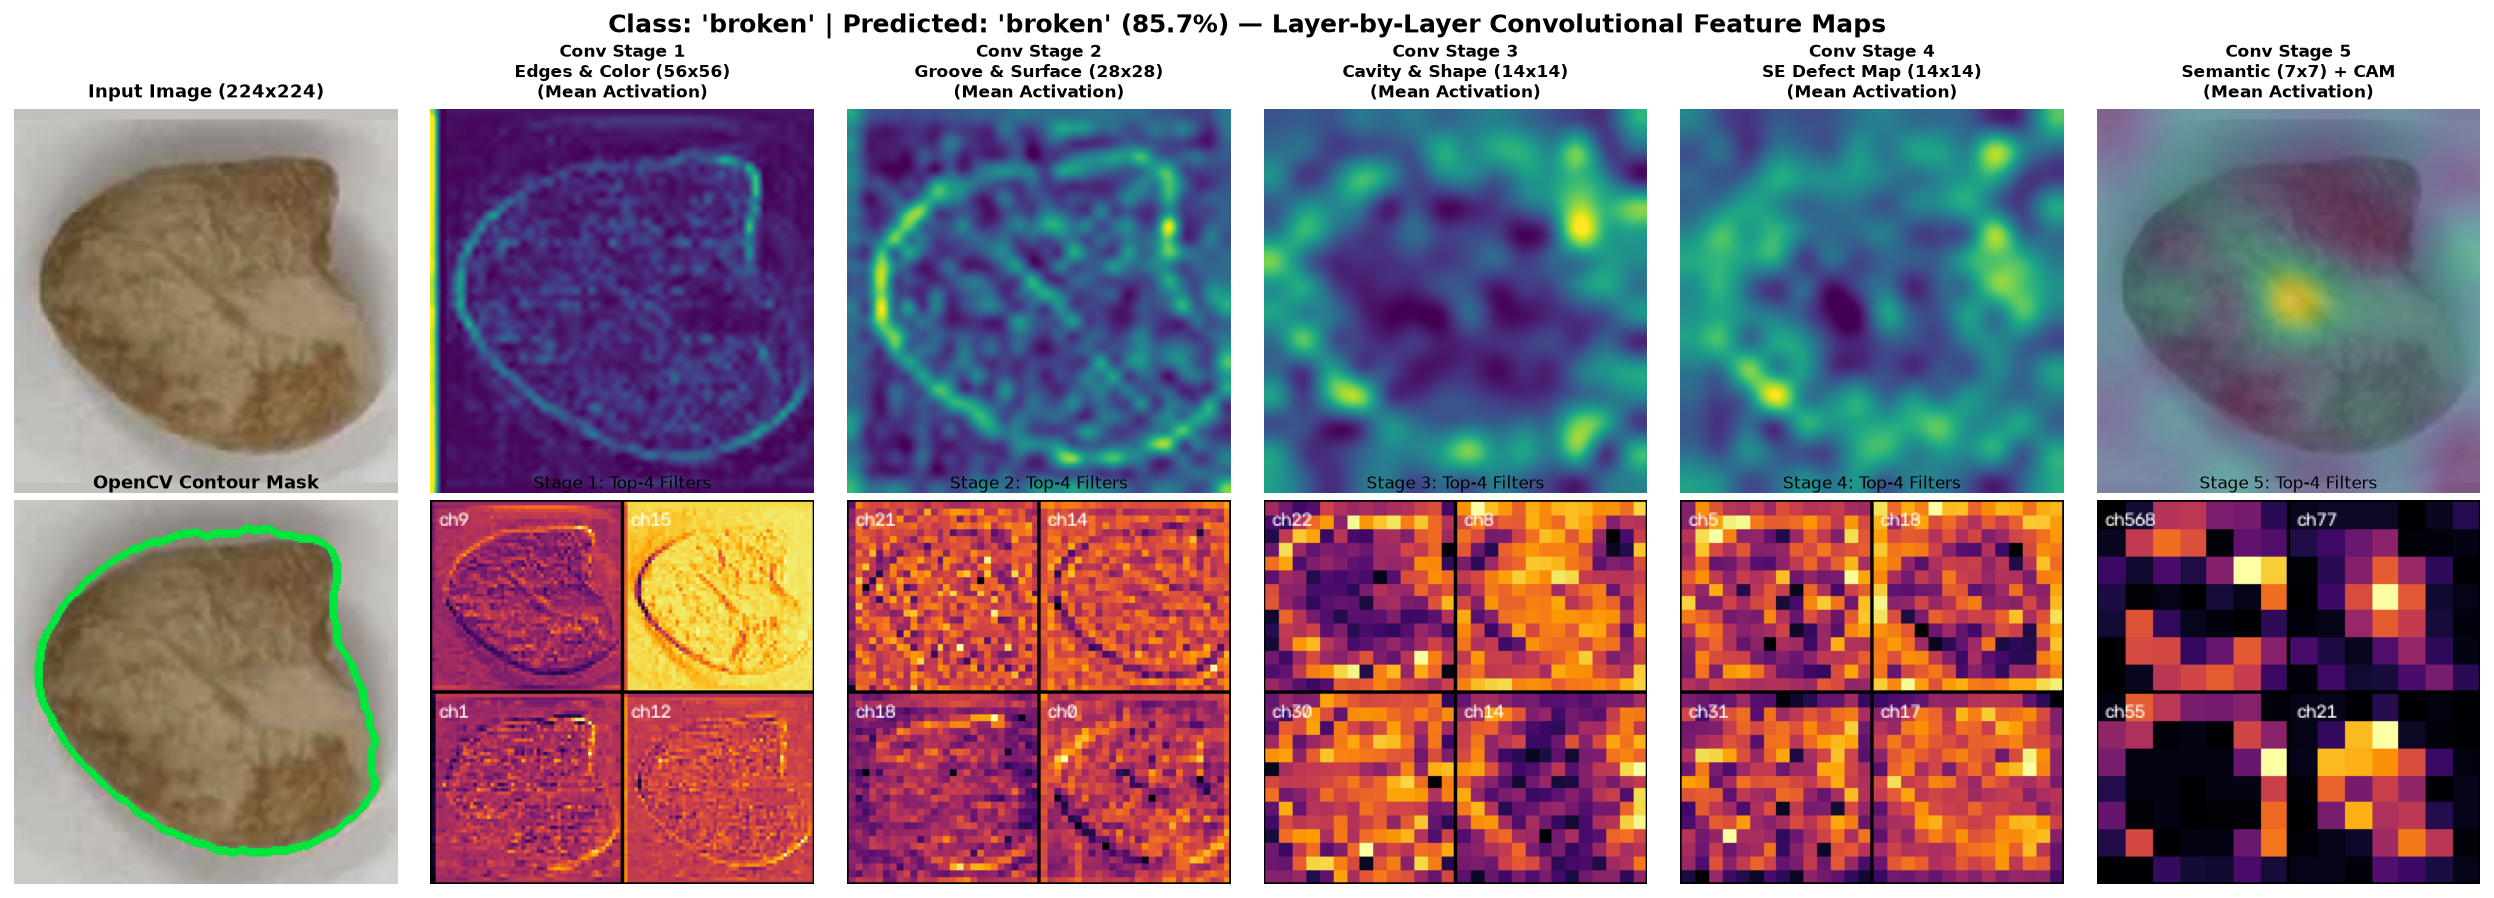 Class: 'broken' | Predicted: 'broken' (85.7%) — Layer-by-Layer Convolutional Feature Maps
Input Image (224x224)
Conv Stage 1
Edges & Color (56x56)
(Mean Activation)
Conv Stage 2
Groove & Surface (28x28)
(Mean Activation)
Conv Stage 3
Cavity & Shape (14x14)
(Mean Activation)
Conv Stage 4
SE Defect Map (14x14)
(Mean Activation)
Conv Stage 5
Semantic (7x7) + CAM
(Mean Activation)
OpenCV Contour Mask
Stage 1: Top-4 Filters
Stage 2: Top-4 Filters
Stage 3: Top-4 Filters
Stage 4: Top-4 Filters
Stage 5: Top-4 Filters
ch9
ch15
ch1
ch12
ch21
ch14
ch18
ch0
ch22
ch8
ch30
ch14
ch5
ch18
ch31
ch17
ch568
ch77
ch55
ch21